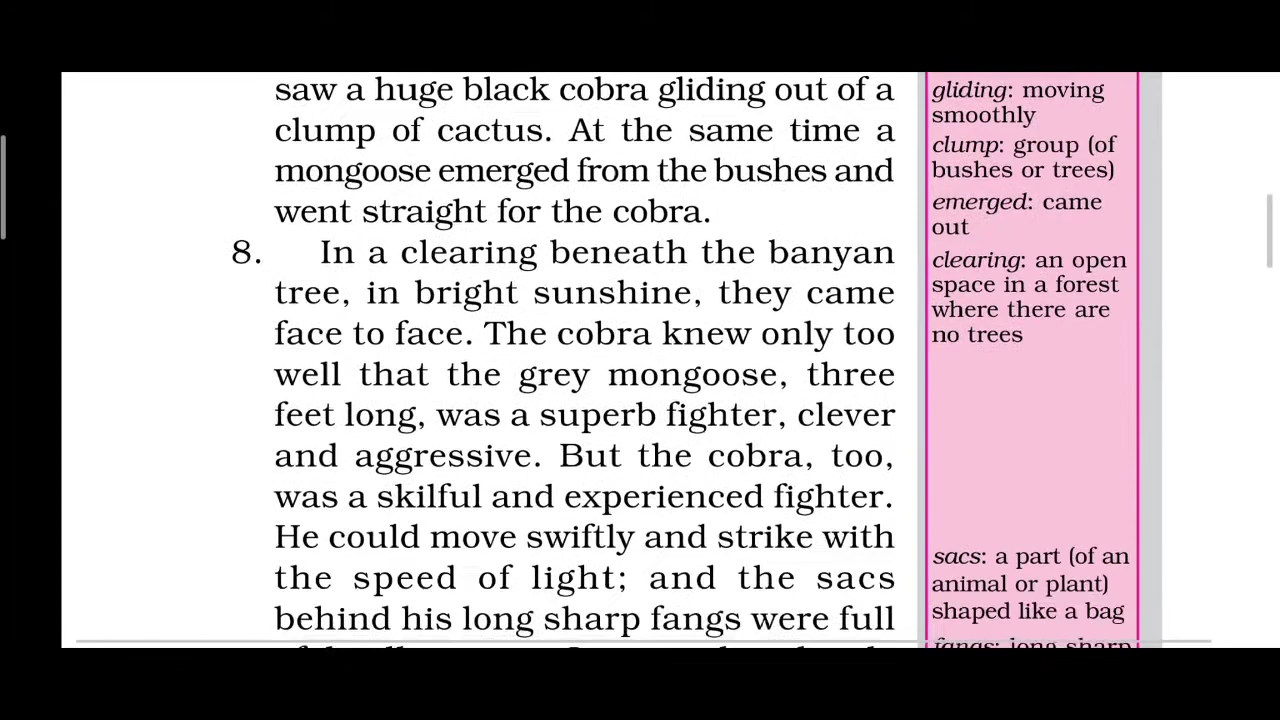 saw a huge black cobra gliding out of a
clump of cactus. At the same time a
mongoose emerged from the bushes and
went straight for the cobra.
8. In a clearing beneath the banyan
tree, in bright sunshine, they came
face to face. The cobra knew only too
well that the grey mongoose, three
feet long, was a superb fighter, clever
and aggressive. But the cobra, too,
was a skilful and experienced fighter.
He could move swiftly and strike with
the speed of light; and the sacs
behind his long sharp fangs were full
gliding: moving
smoothly
clump: group (of
bushes or trees)
emerged: came
out
clearing: an open
space in a forest
where there are
no trees
sacs: a part (of an
animal or plant)
shaped like a bag
fangs: long sharp